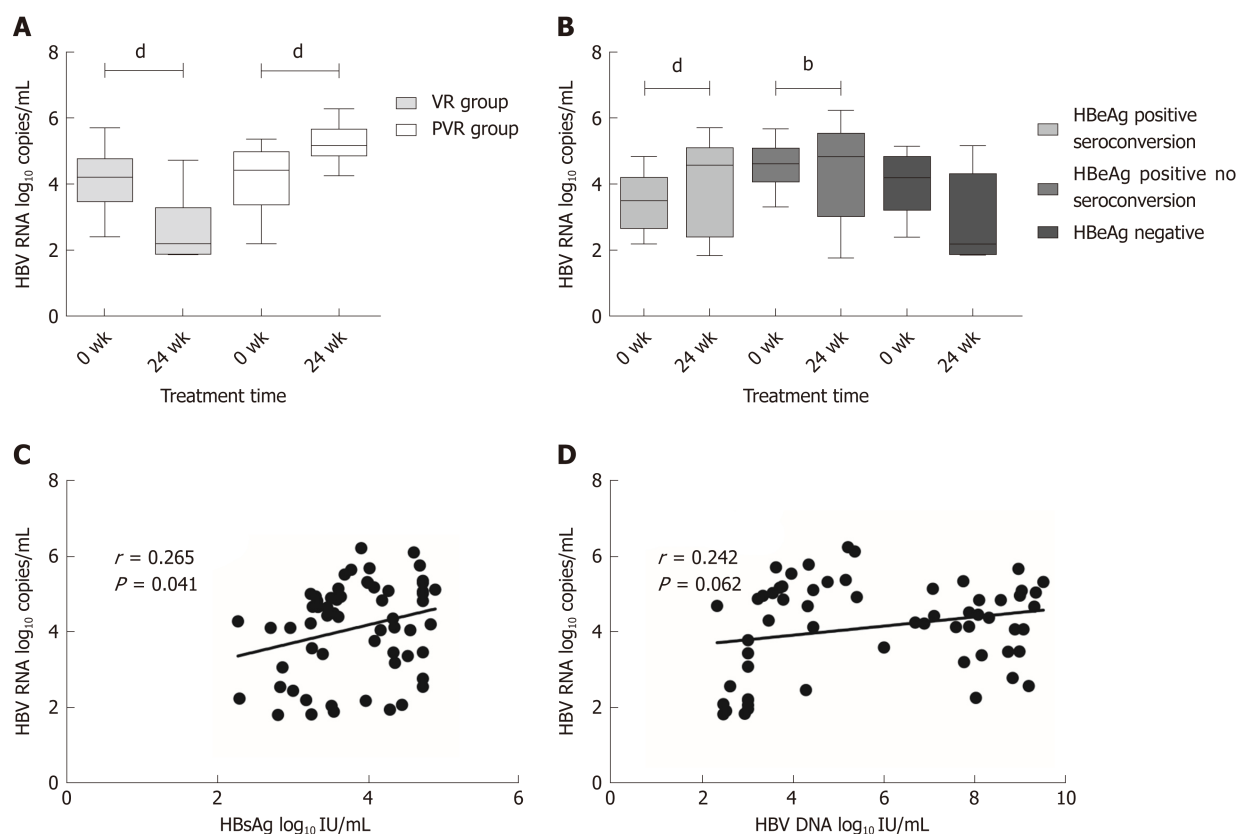 A
HBV RNA log10 copies/mL
8
6
4
2
0
d
d
VR group
PVR group
0 wk
24 wk
0 wk
24 wk
Treatment time
B
HBV RNA log10 copies/mL
8
6
4
2
0
d
b
HBeAg positive
seroconversion
HBeAg positive no
seroconversion
HBeAg negative
0 wk
24 wk
0 wk
24 wk
0 wk
24 wk
Treatment time
C
HBV RNA log10 copies/mL
8
6
4
2
0
r = 0.265
P = 0.041
0
2
4
6
HBsAg log10 IU/mL
D
HBV RNA log10 copies/mL
8
6
4
2
0
r = 0.242
P = 0.062
0
2
4
6
8
10
HBV DNA log10 IU/mL